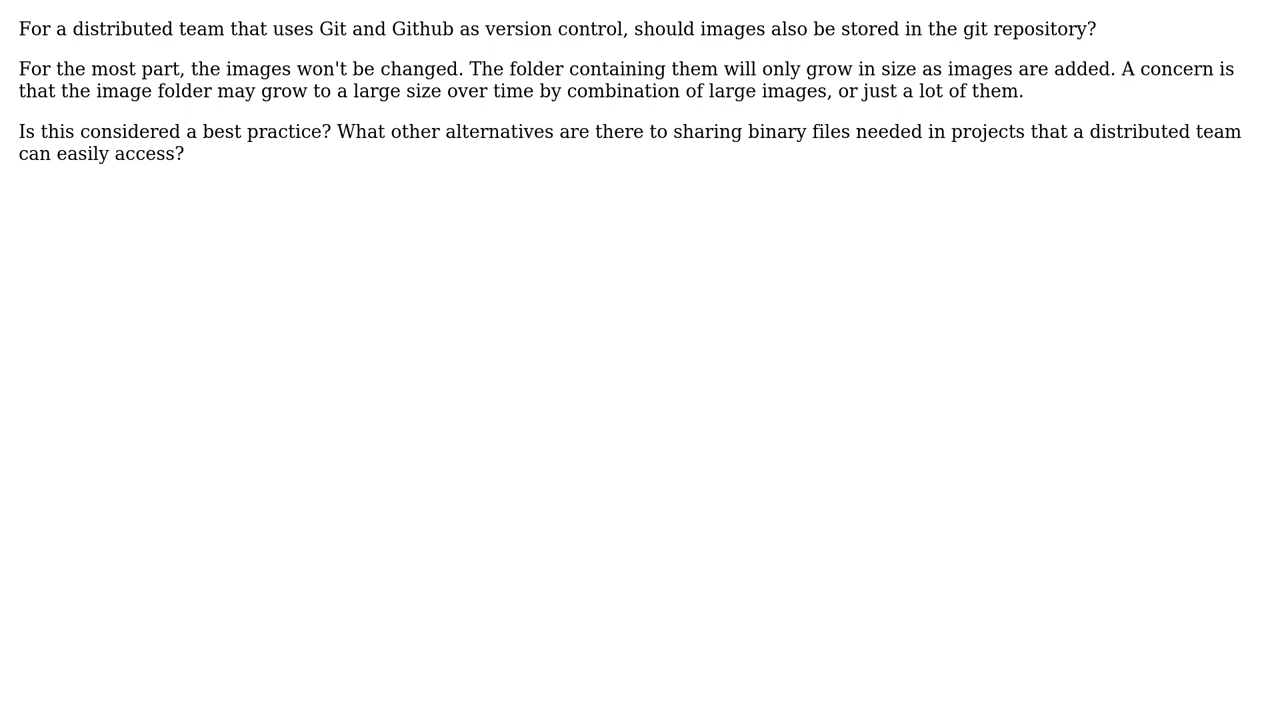 For a distributed team that uses Git and Github as version control, should images also be stored in the git repository?
For the most part, the images won't be changed. The folder containing them will only grow in size as images are added. A concern is
that the image folder may grow to a large size over time by combination of large images, or just a lot of them.
Is this considered a best practice? What other alternatives are there to sharing binary files needed in projects that a distributed team
can easily access?